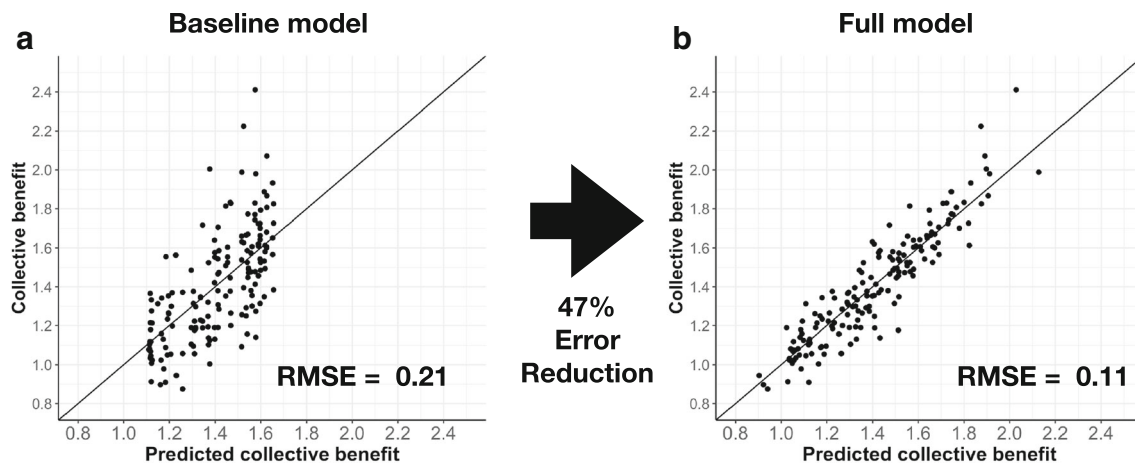 Baseline model
a
Collective benefit
2.4
2.2
2.0
1.8
1.6
1.4
1.2
1.0
0.8
RMSE = 0.21
0.8 1.0 1.2 1.4 1.6 1.8 2.0 2.2 2.4
Predicted collective benefit
47%
Error
Reduction
Full model
b
Collective benefit
2.4
2.2
2.0
1.8
1.6
1.4
1.2
1.0
0.8
RMSE = 0.11
0.8 1.0 1.2 1.4 1.6 1.8 2.0 2.2 2.4
Predicted collective benefit